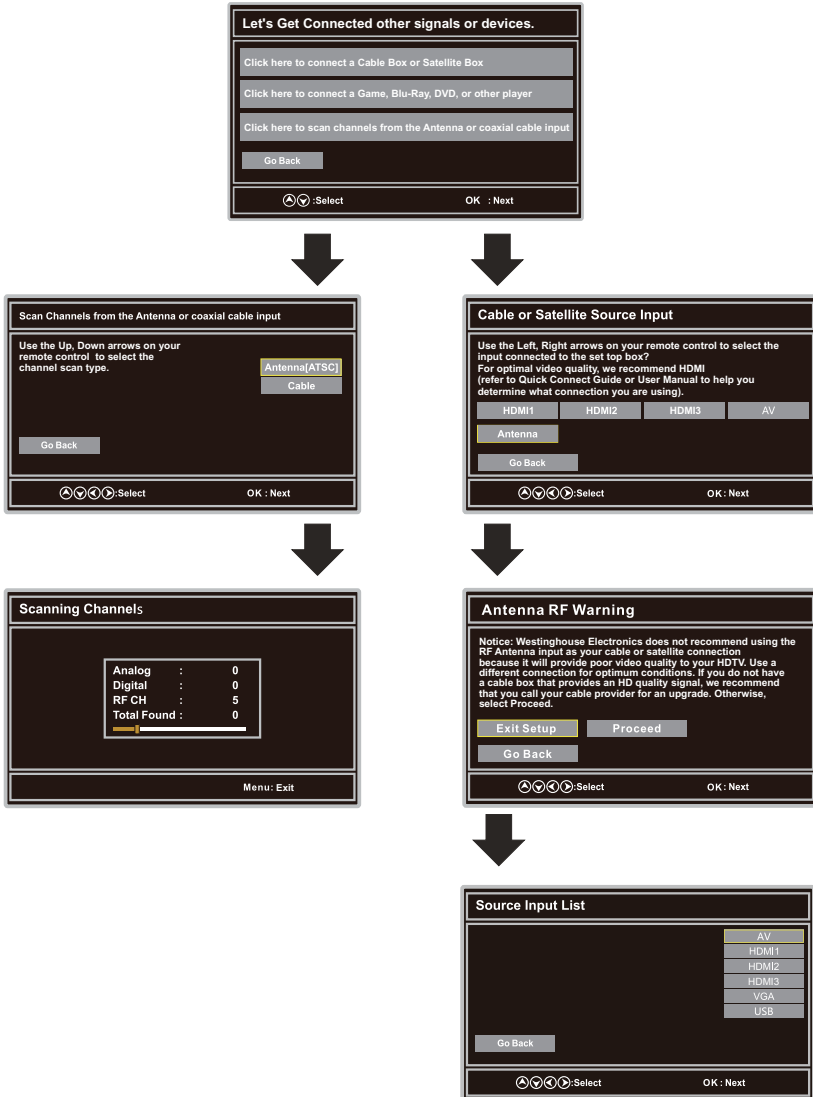 Let's Get Connected other signals or devices.
Click here to connect a Cable Box or Satellite Box
Click here to connect a Game, Blu-Ray, DVD, or other player
Click here to scan channels from the Antenna or coaxial cable input
Go Back
:Select OK : Next
Scan Channels from the Antenna or coaxial cable input
Use the Up, Down arrows on your
remote control to select the
channel scan type.
Antenna[ATSC]
Cable
Go Back
:Select OK : Next
Cable or Satellite Source Input
Use the Left, Right arrows on your remote control to select the
input connected to the set top box?
For optimal video quality, we recommend HDMI
(refer to Quick Connect Guide or User Manual to help you
determine what connection you are using).
HDMI1 HDMI2 HDMI3 AV
Antenna
Go Back
:Select OK: Next
Scanning Channels
Analog : 0
Digital : 0
RF CH : 5
Total Found : 0
Menu: Exit
Antenna RF Warning
Notice: Westinghouse Electronics does not recommend using the
RF Antenna input as your cable or satellite connection
because it will provide poor video quality to your HDTV. Use a
different connection for optimum conditions. If you do not have
a cable box that provides an HD quality signal, we recommend
that you call your cable provider for an upgrade. Otherwise,
select Proceed.
Exit Setup Proceed
Go Back
:Select OK: Next
Source Input List
AV
HDMI1
HDMI2
HDMI3
VGA
USB
Go Back
:Select OK : Next